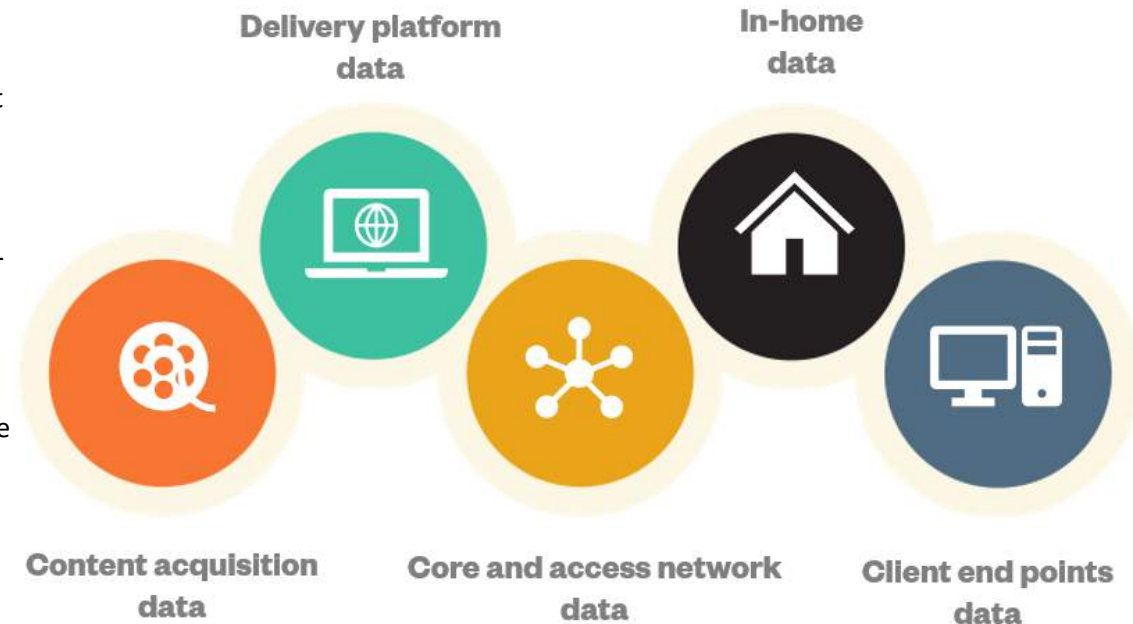 Delivery platform
data
In-home
data
Content acquisition
data
Core and access network
data
Client end points
data